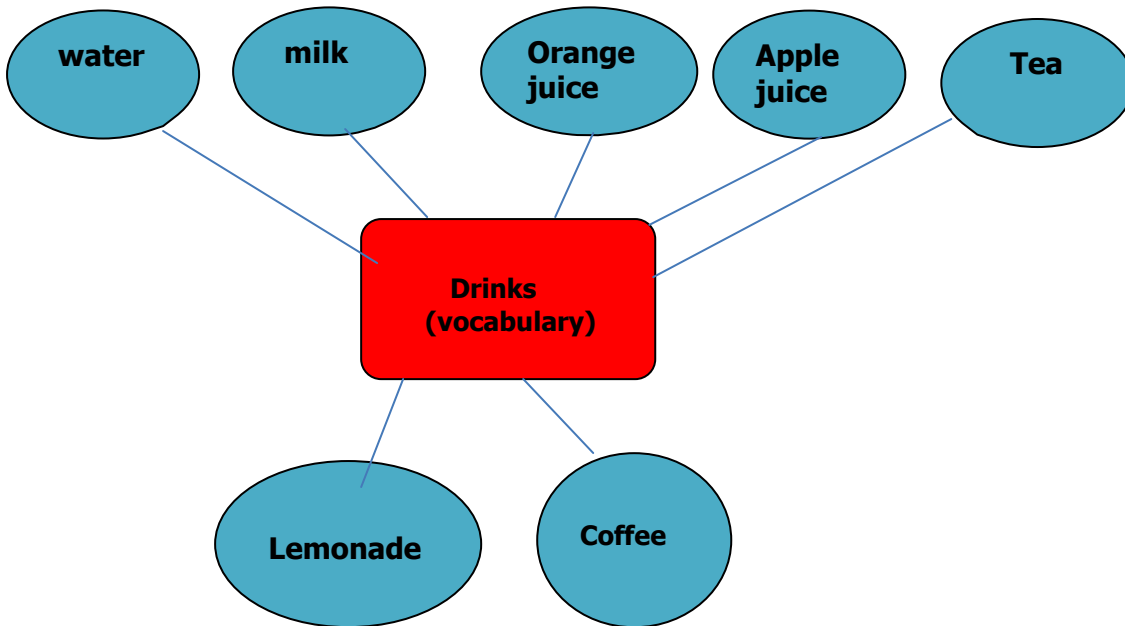 water
milk
Orange
juice
Apple
juice
Tea
Drinks
(vocabulary)
Lemonade
Coffee